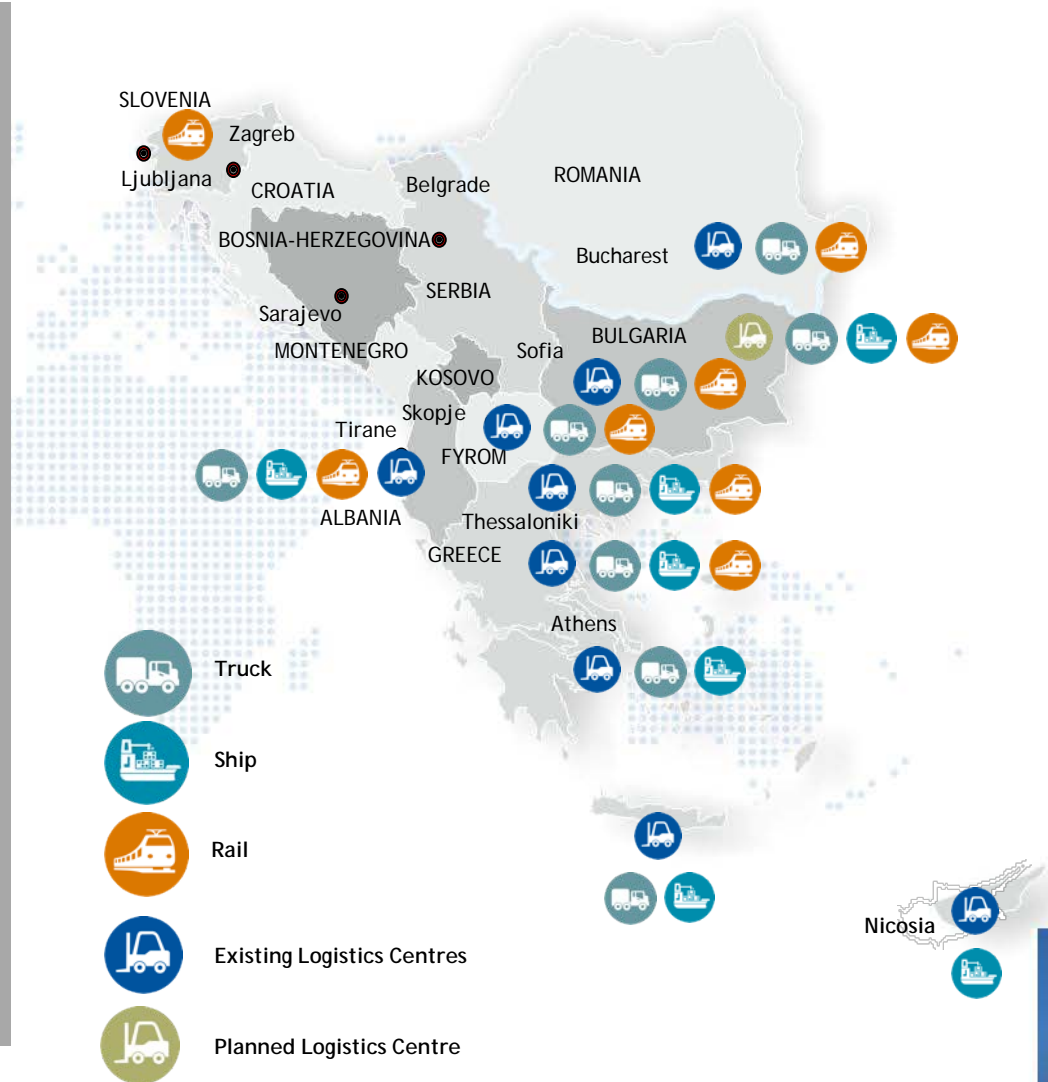 SLOVENIA
Zagreb
Ljubljana
CROATIA
Belgrade
ROMANIA
BOSNIA-HERZEGOVINA
Bucharest
SERBIA
Sarajevo
BULGARIA
MONTENEGRO
Sofia
KOSOVO
Skopje
Tirane
FYROM
ALBANIA
Thessaloniki
GREECE
Athens
Truck
Ship
Rail
Nicosia
Existing Logistics Centres
Planned Logistics Centre